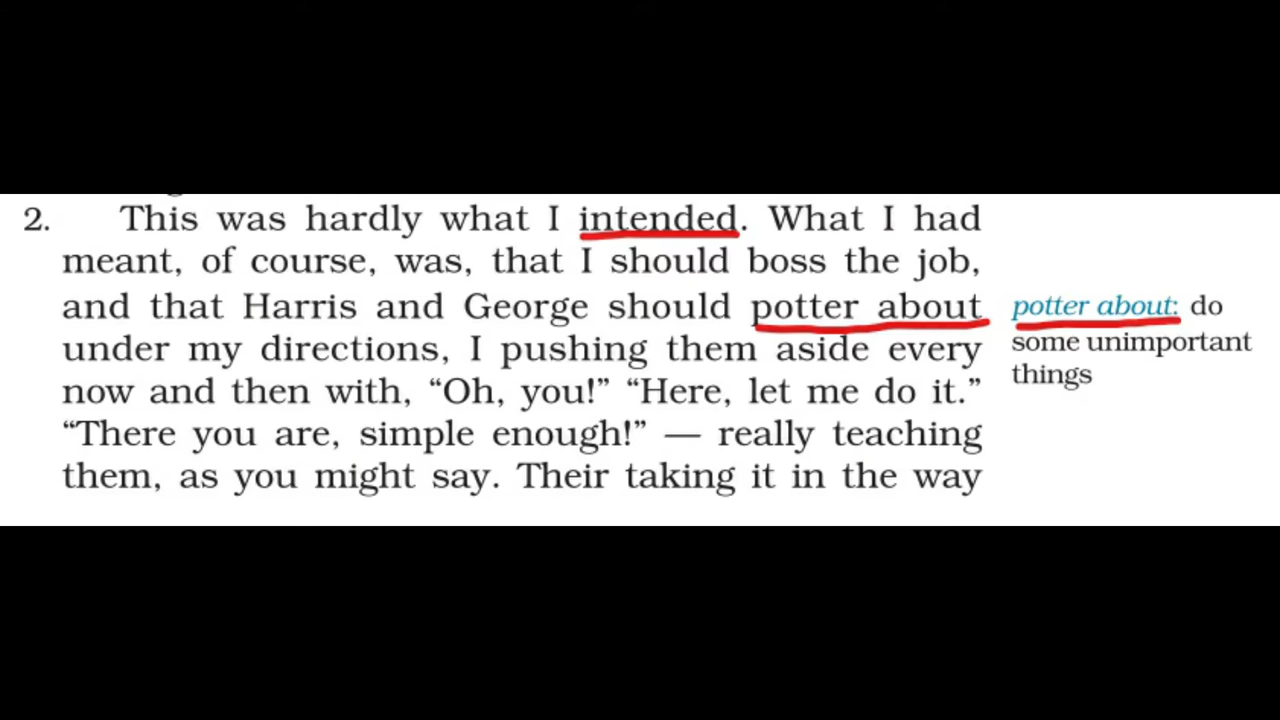 2. This was hardly what I intended. What I had
meant, of course, was, that I should boss the job,
and that Harris and George should potter about
under my directions, I pushing them aside every
now and then with, “Oh, you!” “Here, let me do it.”
“There you are, simple enough!” — really teaching
them, as you might say. Their taking it in the way
potter about: do
some unimportant
things